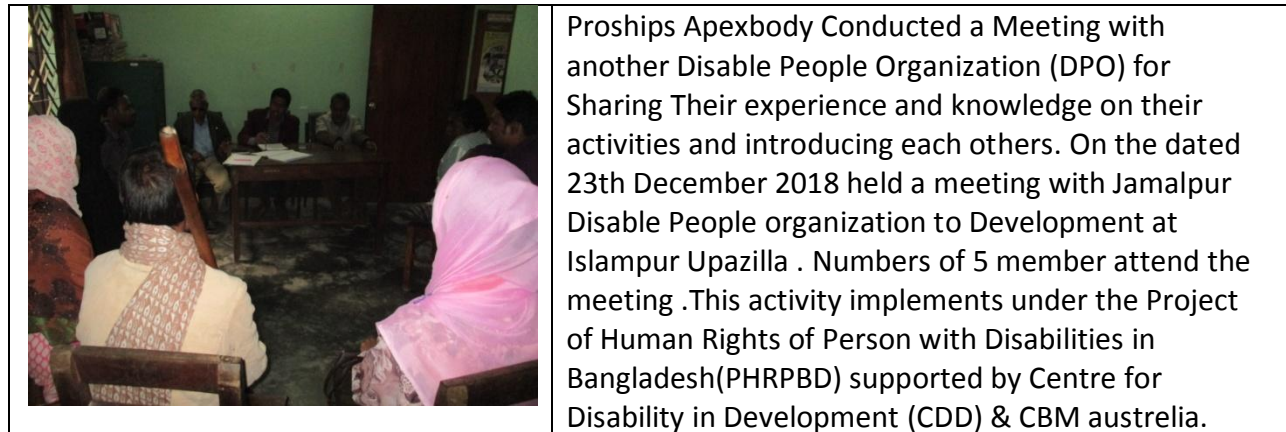 Proships Apexbody Conducted a Meeting with
another Disable People Organization (DPO) for
Sharing Their experience and knowledge on their
activities and introducing each others. On the dated
23th December 2018 held a meeting with Jamalpur
Disable People organization to Development at
Islampur Upazilla . Numbers of 5 member attend the
meeting .This activity implements under the Project
of Human Rights of Person with Disabilities in
Bangladesh(PHRPBD) supported by Centre for
Disability in Development (CDD) & CBM austrelia.